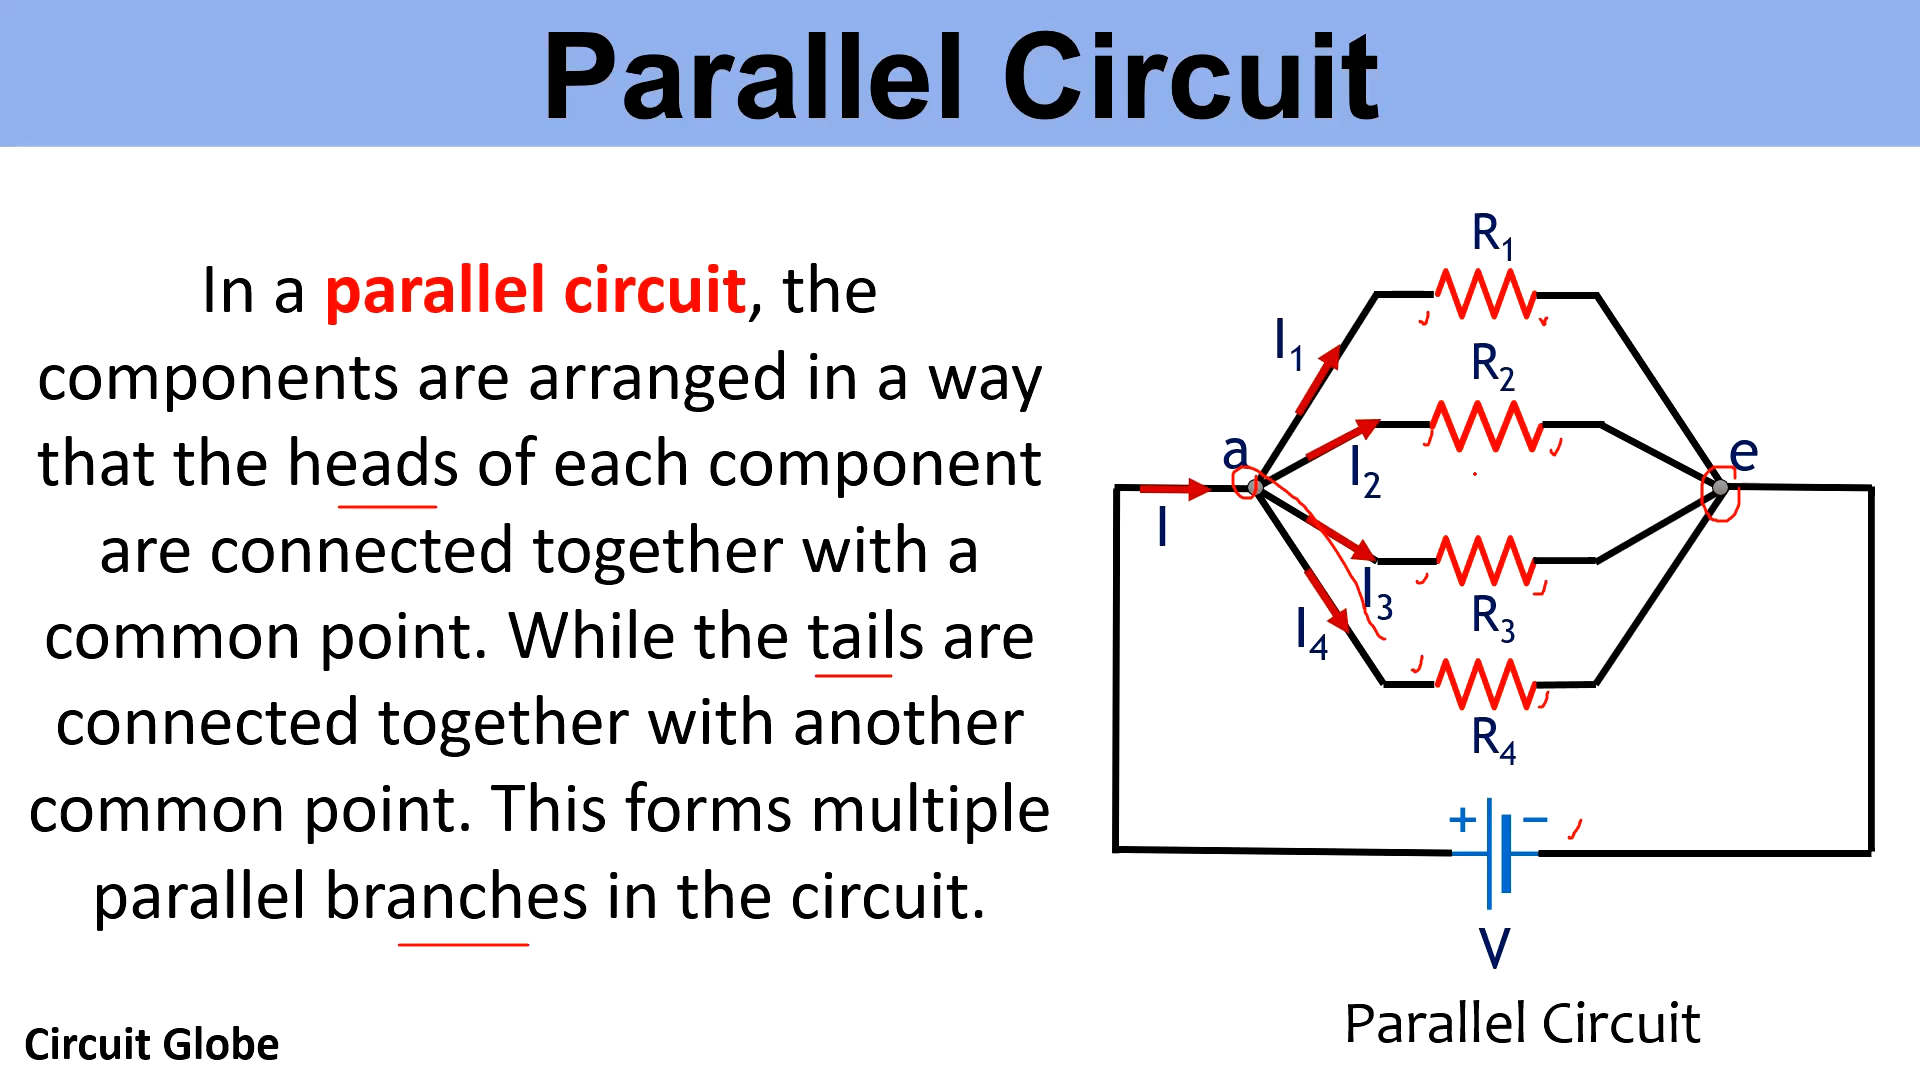 Parallel Circuit
In a parallel circuit, the
components are arranged in a way
that the heads of each component
are connected together with a
common point. While the tails are
connected together with another
common point. This forms multiple
parallel branches in the circuit.
Circuit Globe
R₁
I₁
R₂
a
e
I₂
I
I₃
R₃
I₄
R₄
+ −
V
Parallel Circuit